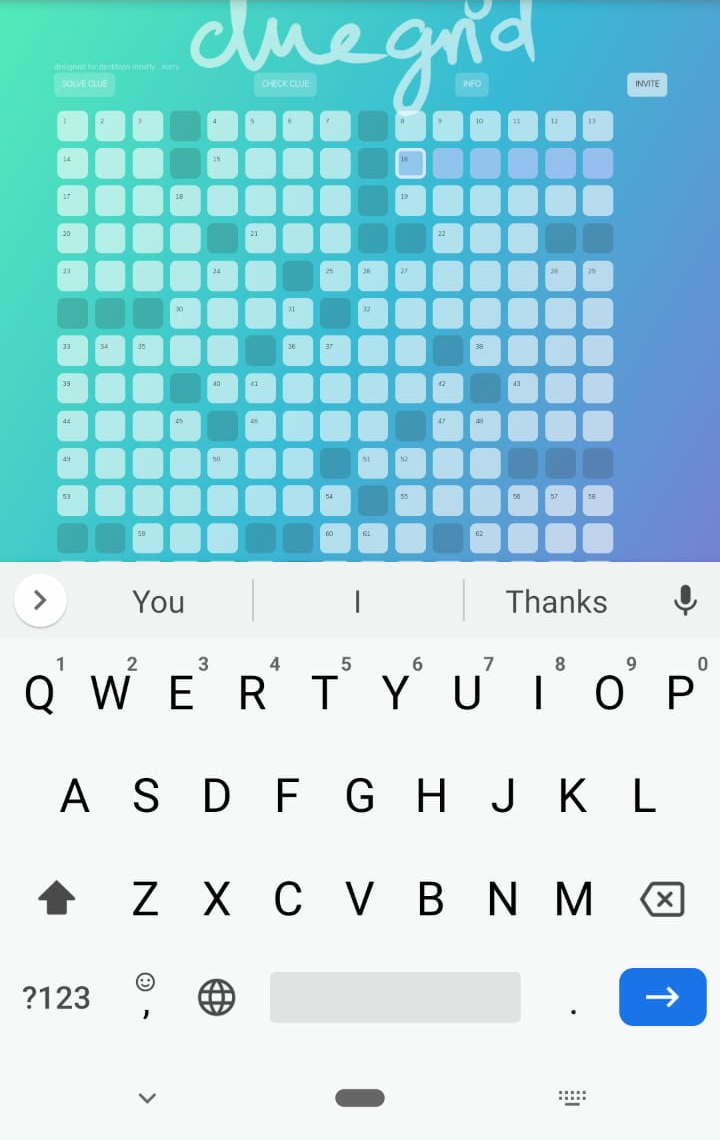 cluegrid
designed for desktops mostly... sorry.
SOLVE CLUE CHECK CLUE INFO INVITE
1 2 3 4 5 6 7 8 9 10 11 12 13
14 15 16
17 18 19
20 21 22
23 24 25 26 27 28 29
30 31 32
33 34 35 36 37 38
39 40 41 42 43
44 45 46 47 48
49 50 51 52
53 54 55 56 57 58
59 60 61 62
You I Thanks
1 2 3 4 5 6 7 8 9 0
Q W E R T Y U I O P
A S D F G H J K L
Z X C V B N M
?123 , .